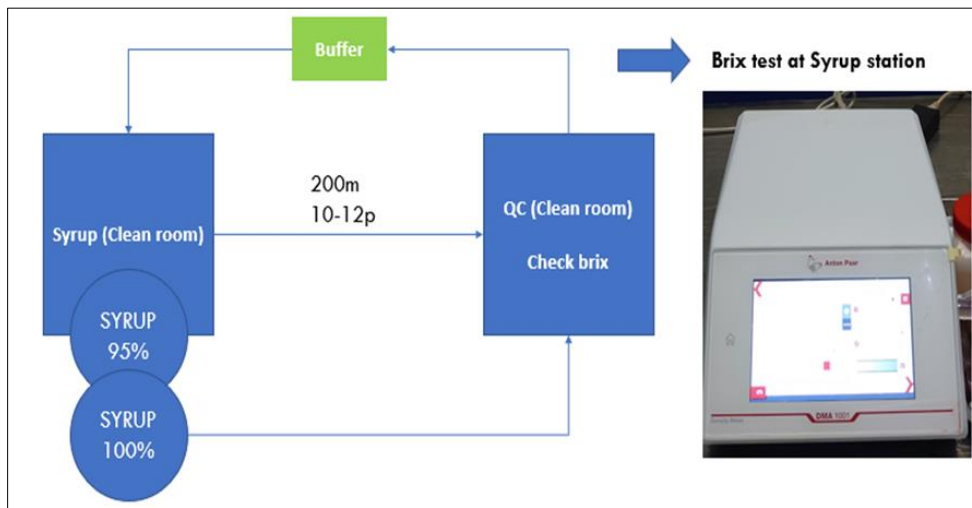 Buffer
Brix test at Syrup station
200m
10-12p
Syrup (Clean room)
QC (Clean room)
Check brix
SYRUP
95%
SYRUP
100%
Anton Paar
DMA 1001